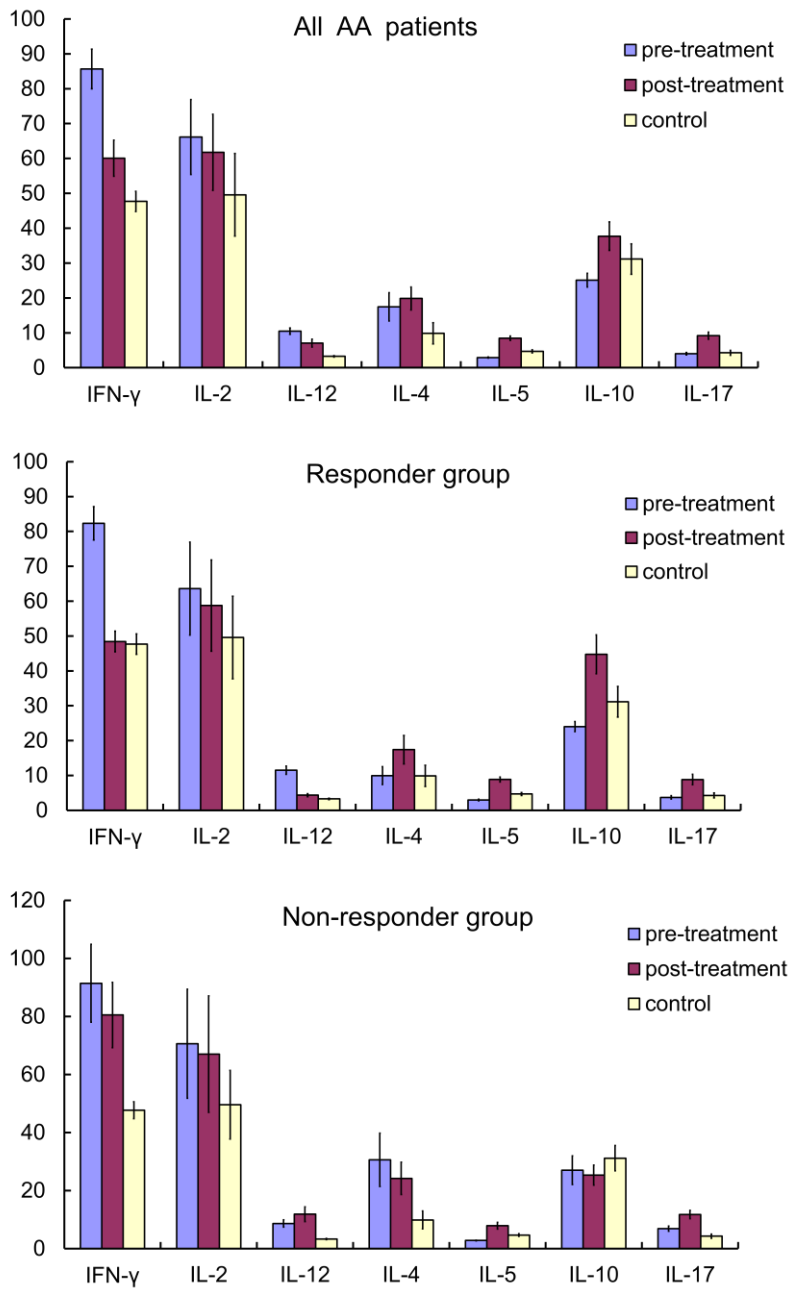 All AA patients
pre-treatment
post-treatment
control
100
90
80
70
60
50
40
30
20
10
0
IFN-γ IL-2 IL-12 IL-4 IL-5 IL-10 IL-17
Responder group
pre-treatment
post-treatment
control
100
90
80
70
60
50
40
30
20
10
0
IFN-γ IL-2 IL-12 IL-4 IL-5 IL-10 IL-17
Non-responder group
pre-treatment
post-treatment
control
120
100
80
60
40
20
0
IFN-γ IL-2 IL-12 IL-4 IL-5 IL-10 IL-17